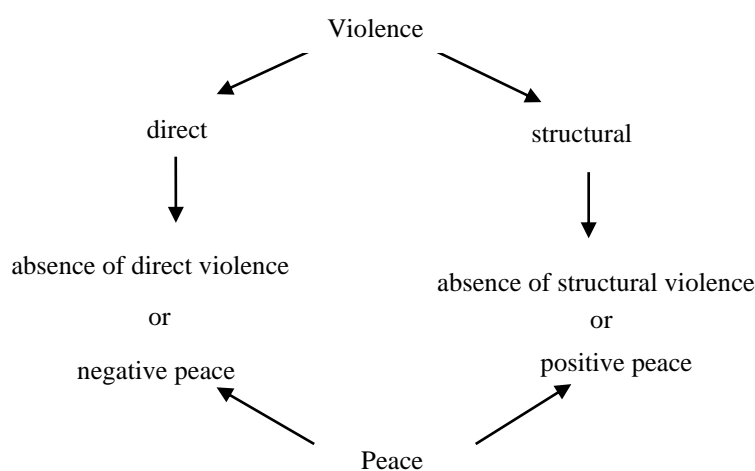 Violence
direct
structural
absence of direct violence
or
negative peace
absence of structural violence
or
positive peace
Peace